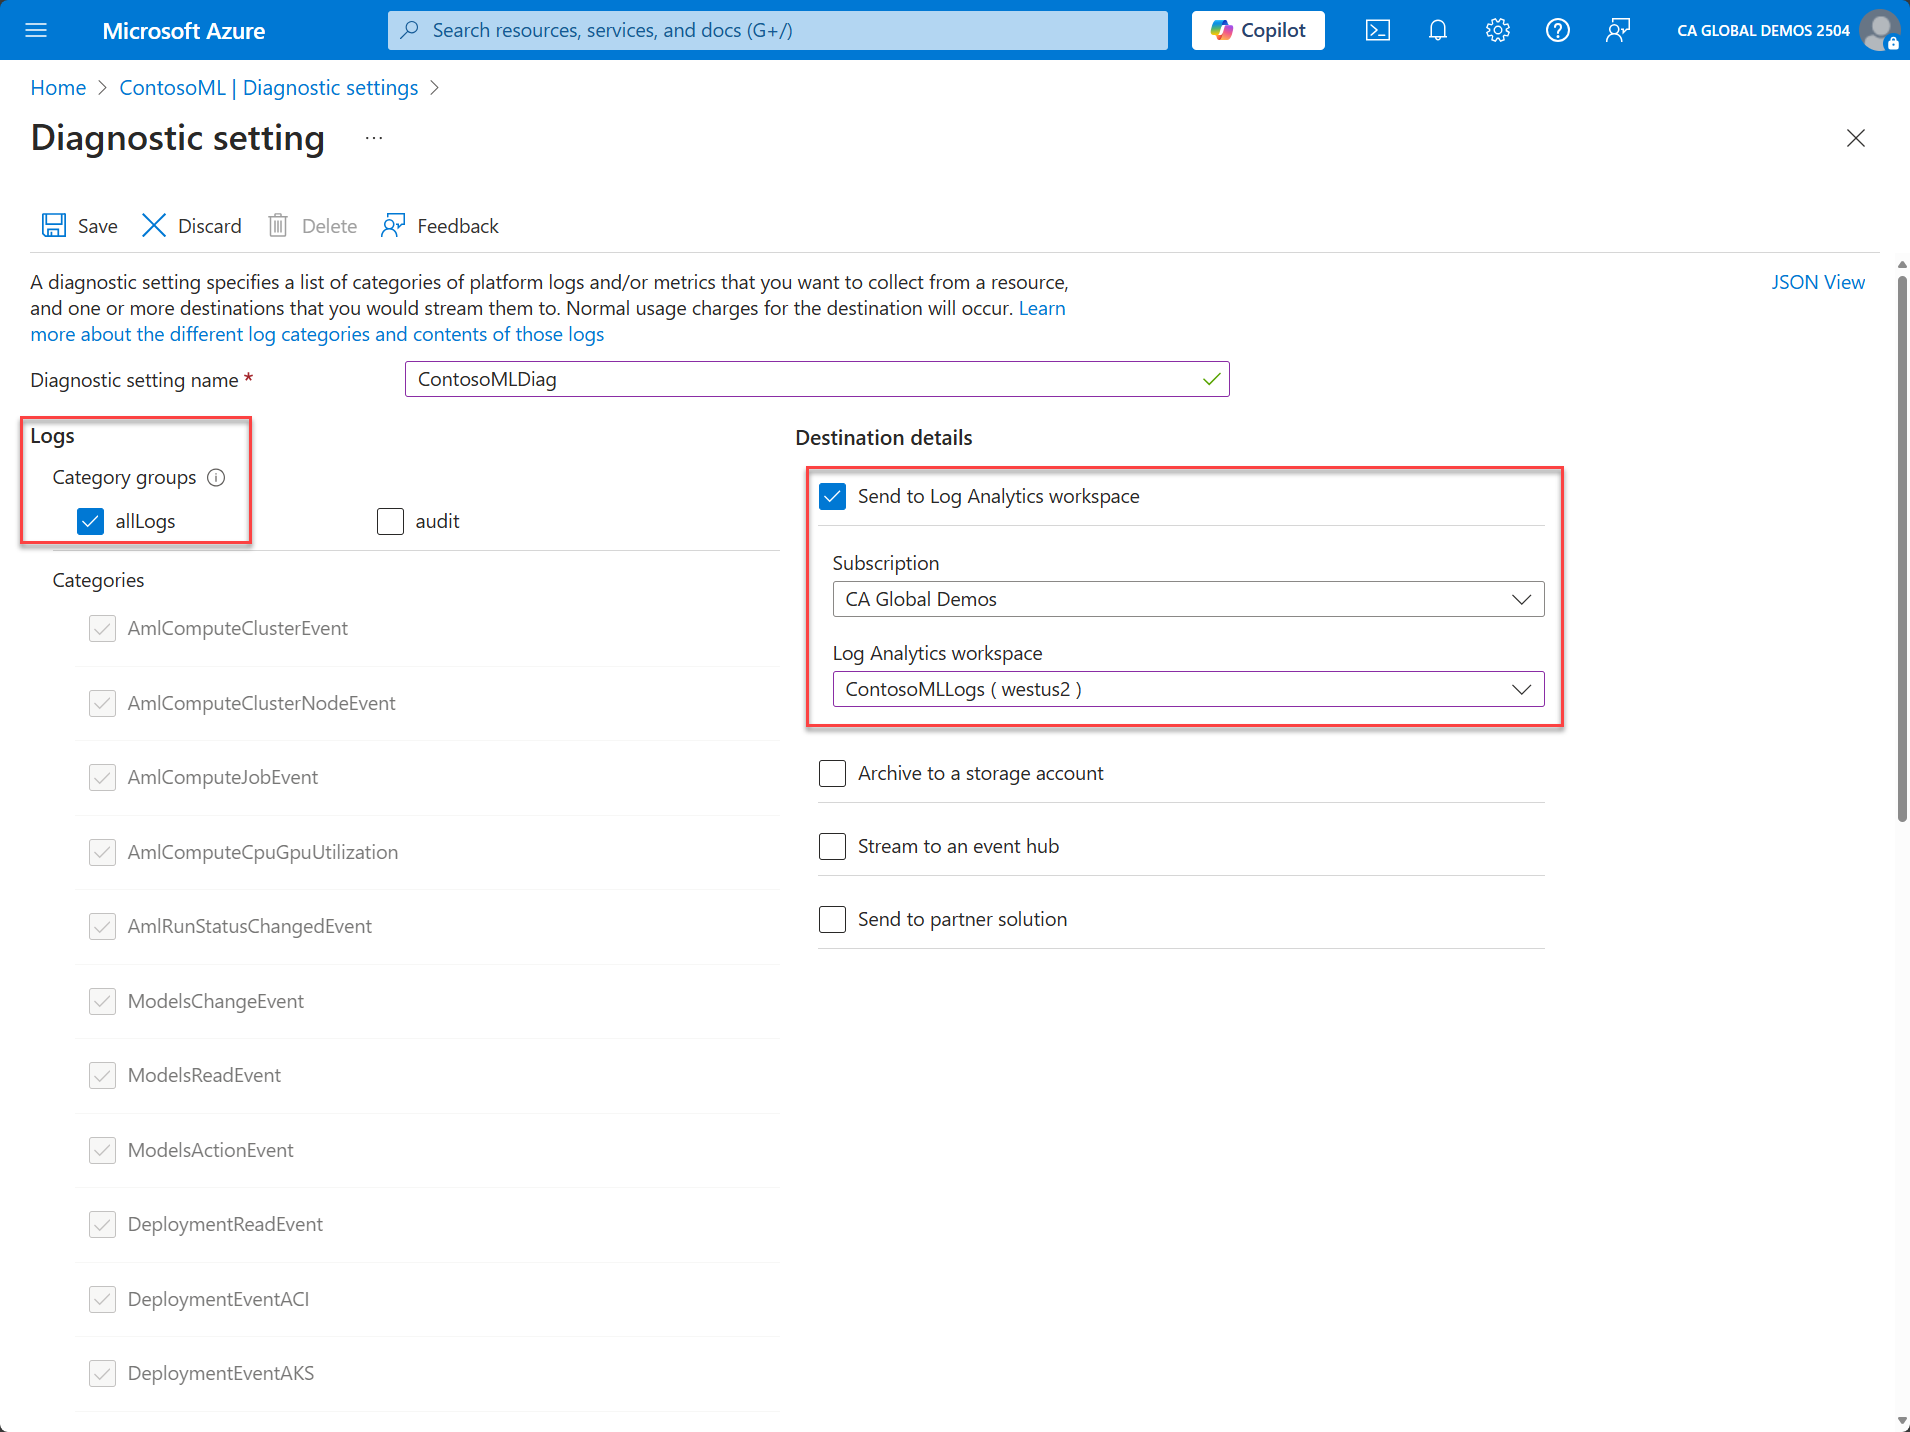 Microsoft Azure
Search resources, services, and docs (G+/)
Copilot
CA GLOBAL DEMOS 2504
Home
ContosoML | Diagnostic settings
Diagnostic setting
...
Save
Discard
Delete
Feedback
A diagnostic setting specifies a list of categories of platform logs and/or metrics that you want to collect from a resource,
and one or more destinations that you would stream them to. Normal usage charges for the destination will occur. Learn
more about the different log categories and contents of those logs
JSON View
Diagnostic setting name *
ContosoMLDiag
Logs
Category groups
allLogs
audit
Categories
AmlComputeClusterEvent
AmlComputeClusterNodeEvent
AmlComputeJobEvent
AmlComputeCpuGpuUtilization
AmlRunStatusChangedEvent
ModelsChangeEvent
ModelsReadEvent
ModelsActionEvent
DeploymentReadEvent
DeploymentEventACI
DeploymentEventAKS
Destination details
Send to Log Analytics workspace
Subscription
CA Global Demos
Log Analytics workspace
ContosoMLLogs ( westus2 )
Archive to a storage account
Stream to an event hub
Send to partner solution